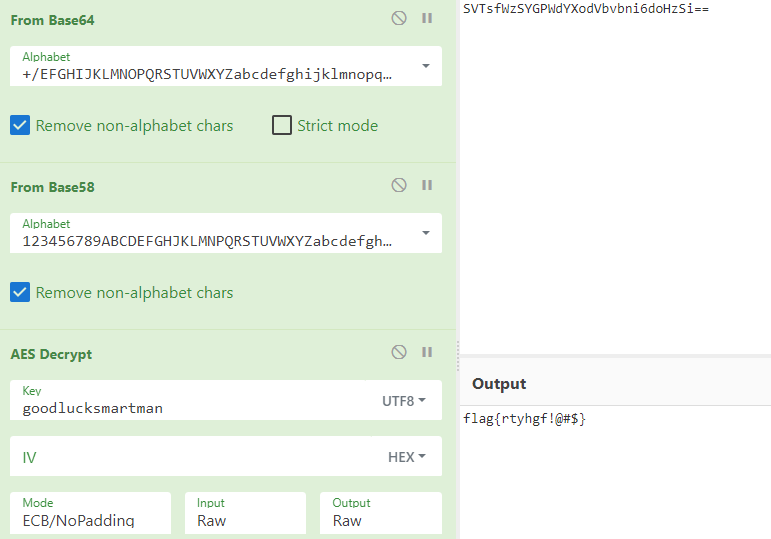 From Base64
Alphabet
+/EFGHIJKLMNOPQRSTUVWXYZabcdefghijklmnopq…
Remove non-alphabet chars
Strict mode
From Base58
Alphabet
123456789ABCDEFGHJKLMNPQRSTUVWXYZabcdefgh…
Remove non-alphabet chars
AES Decrypt
Key
goodlucksmartman
UTF8
IV
HEX
Mode
ECB/NoPadding
Input
Raw
Output
Raw
SVTsfWzSYGPWdYXodVbvbni6doHzSi==
Output
flag{rtyhgf!@#$}